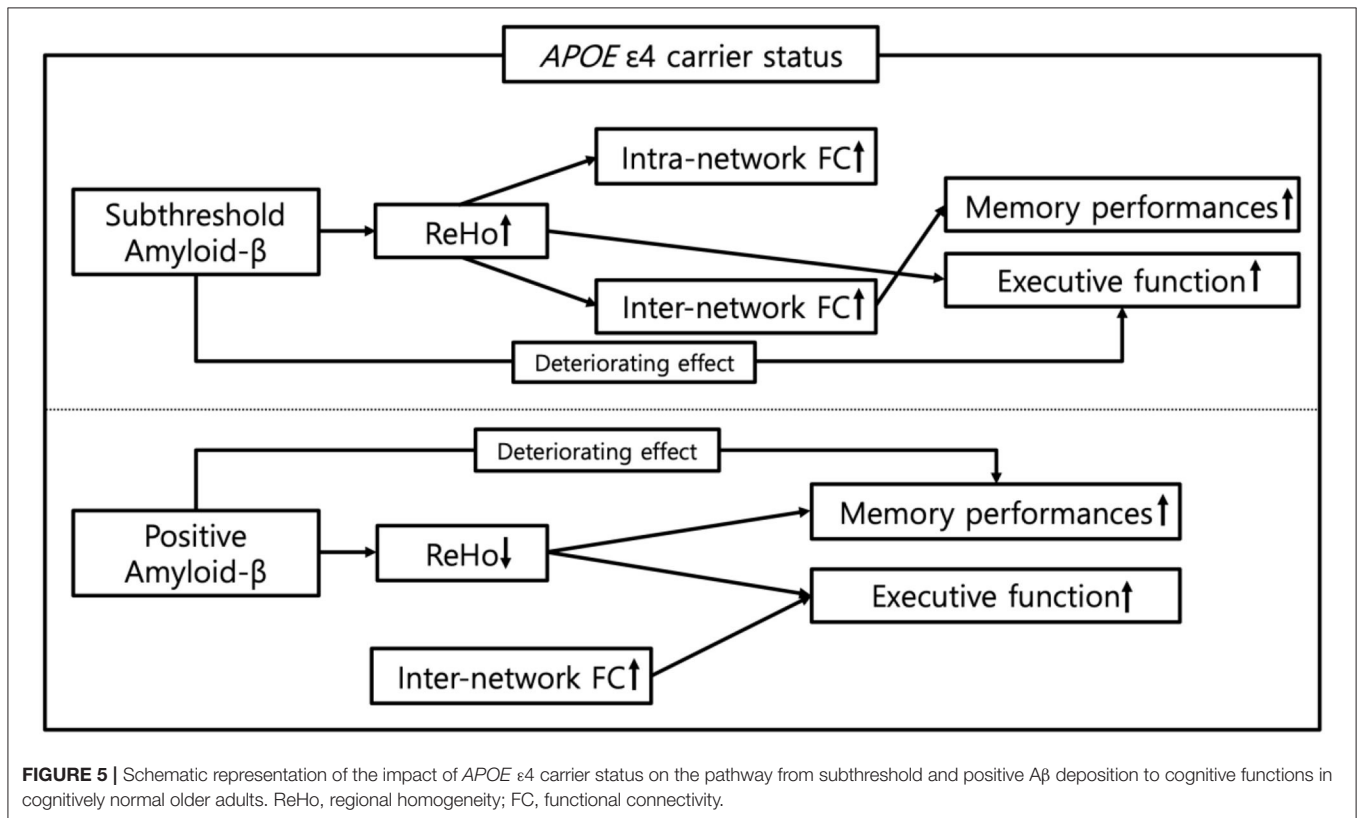 APOE ε4 carrier status
Intra-network FC↑
Subthreshold
Amyloid-β
ReHo↑
Memory performances↑
Executive function↑
Inter-network FC↑
Deteriorating effect
Deteriorating effect
Positive
Amyloid-β
ReHo↓
Memory performances↑
Executive function↑
Inter-network FC↑
FIGURE 5 | Schematic representation of the impact of APOE ε4 carrier status on the pathway from subthreshold and positive Aβ deposition to cognitive functions in
cognitively normal older adults. ReHo, regional homogeneity; FC, functional connectivity.